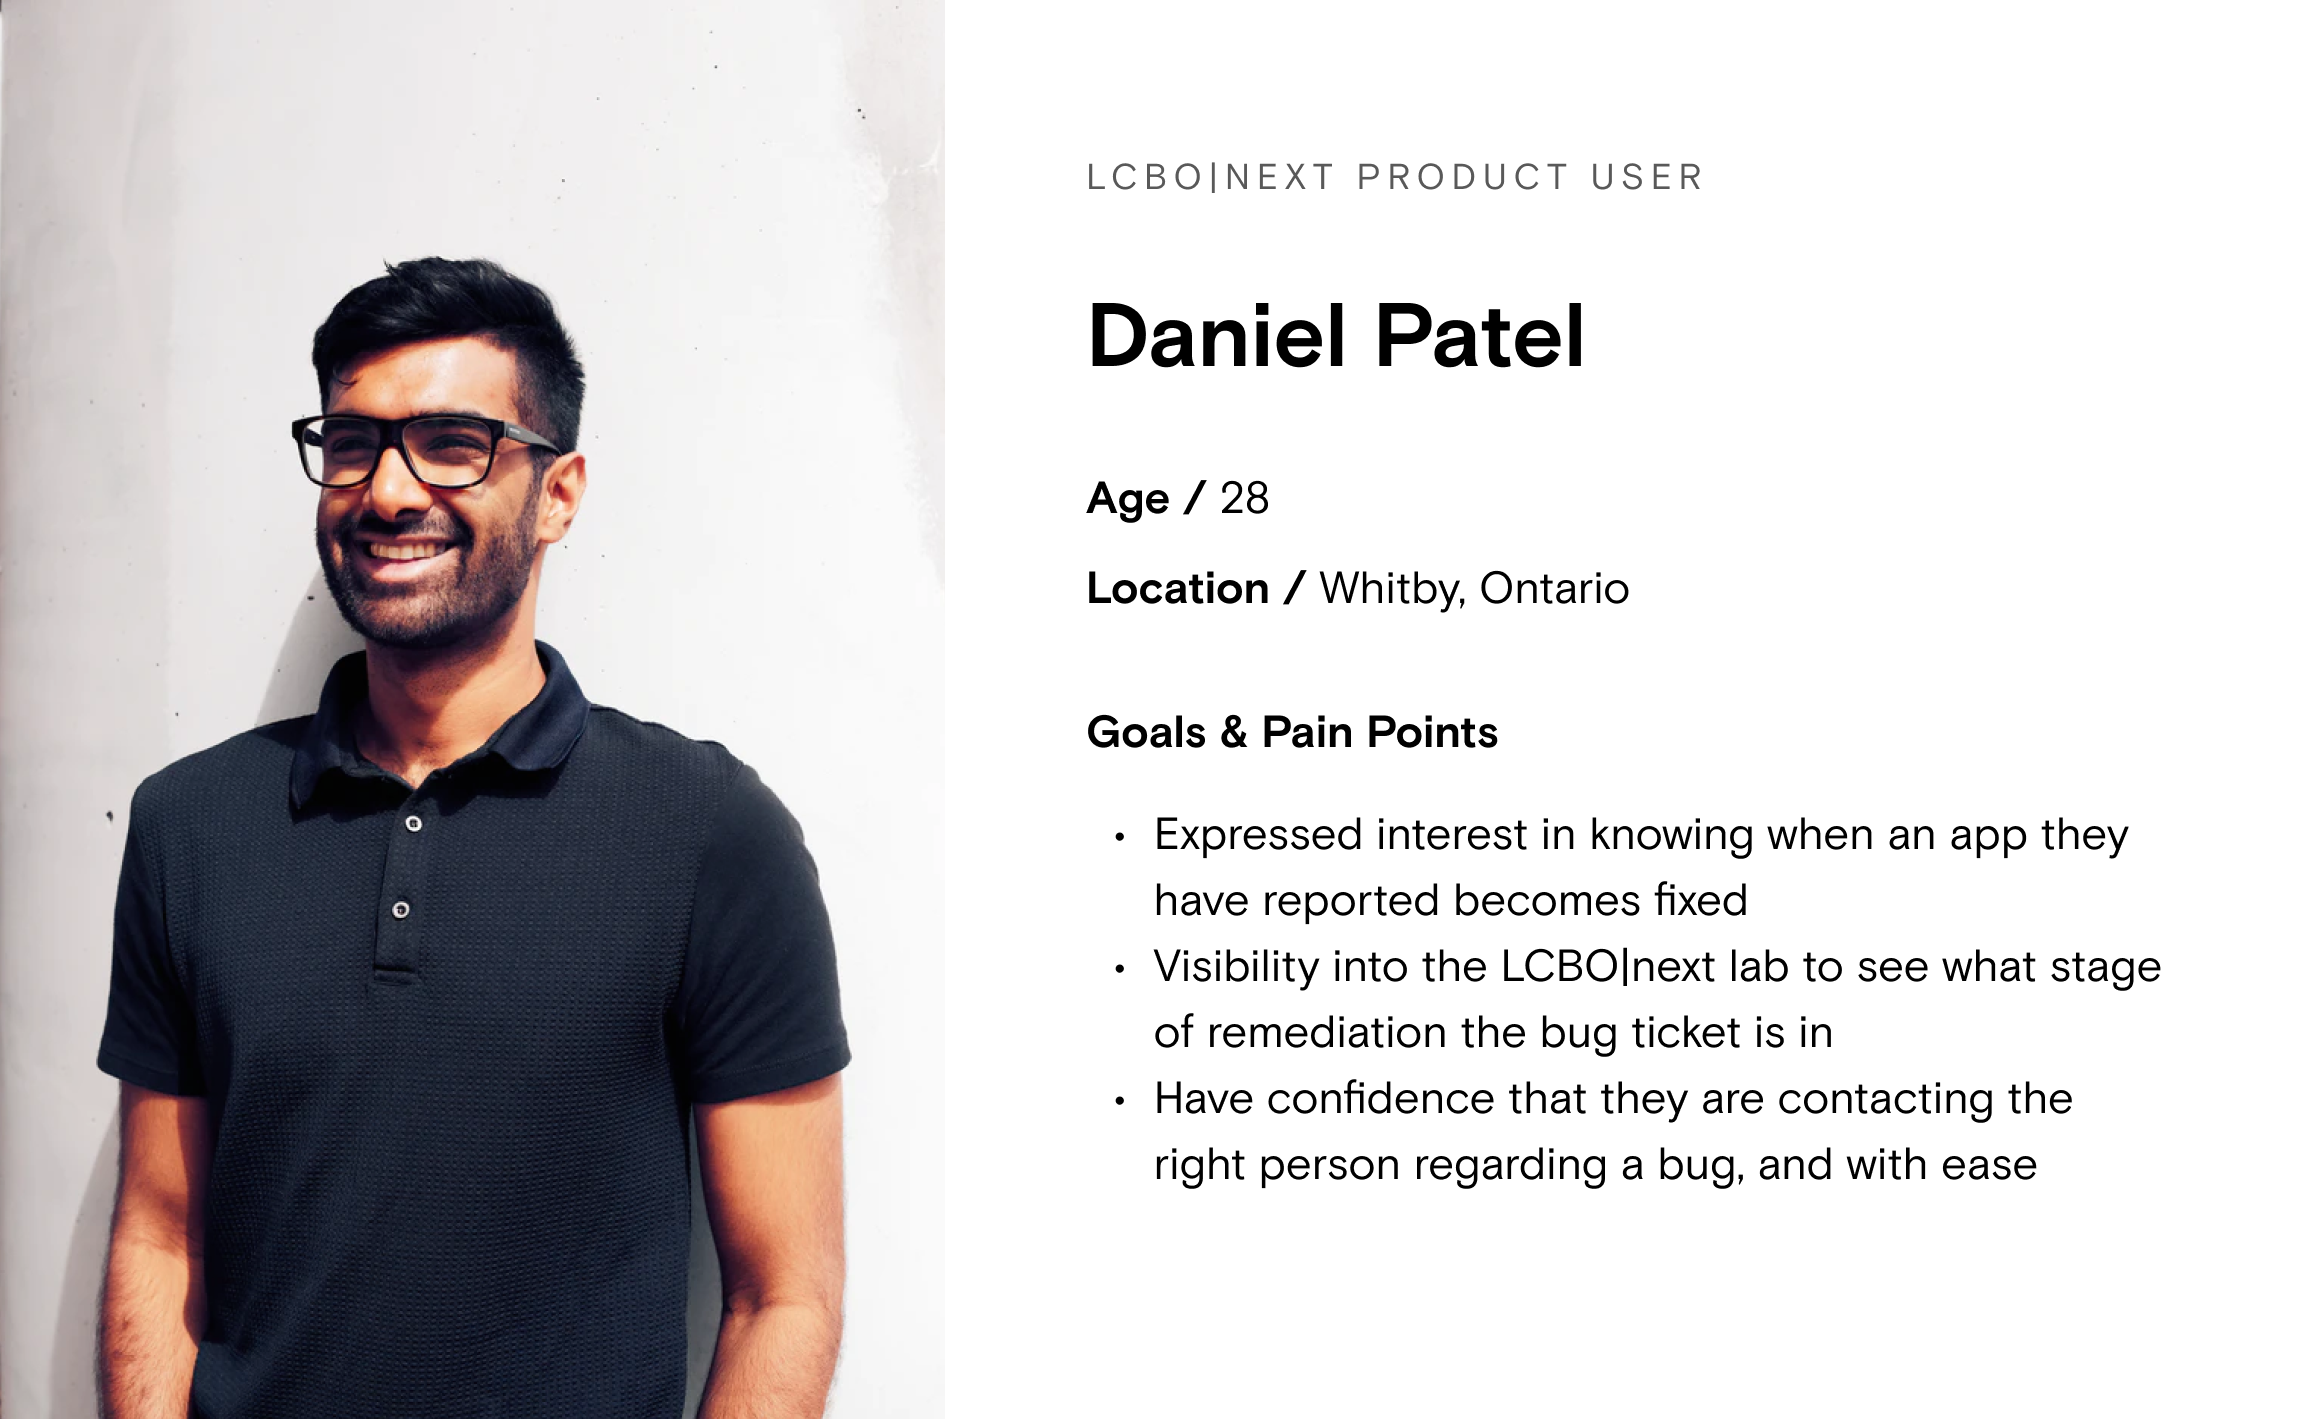 LCBO|NEXT PRODUCT USER
Daniel Patel
Age / 28
Location / Whitby, Ontario
Goals & Pain Points
• Expressed interest in knowing when an app they
have reported becomes fixed
• Visibility into the LCBO|next lab to see what stage
of remediation the bug ticket is in
• Have confidence that they are contacting the
right person regarding a bug, and with ease